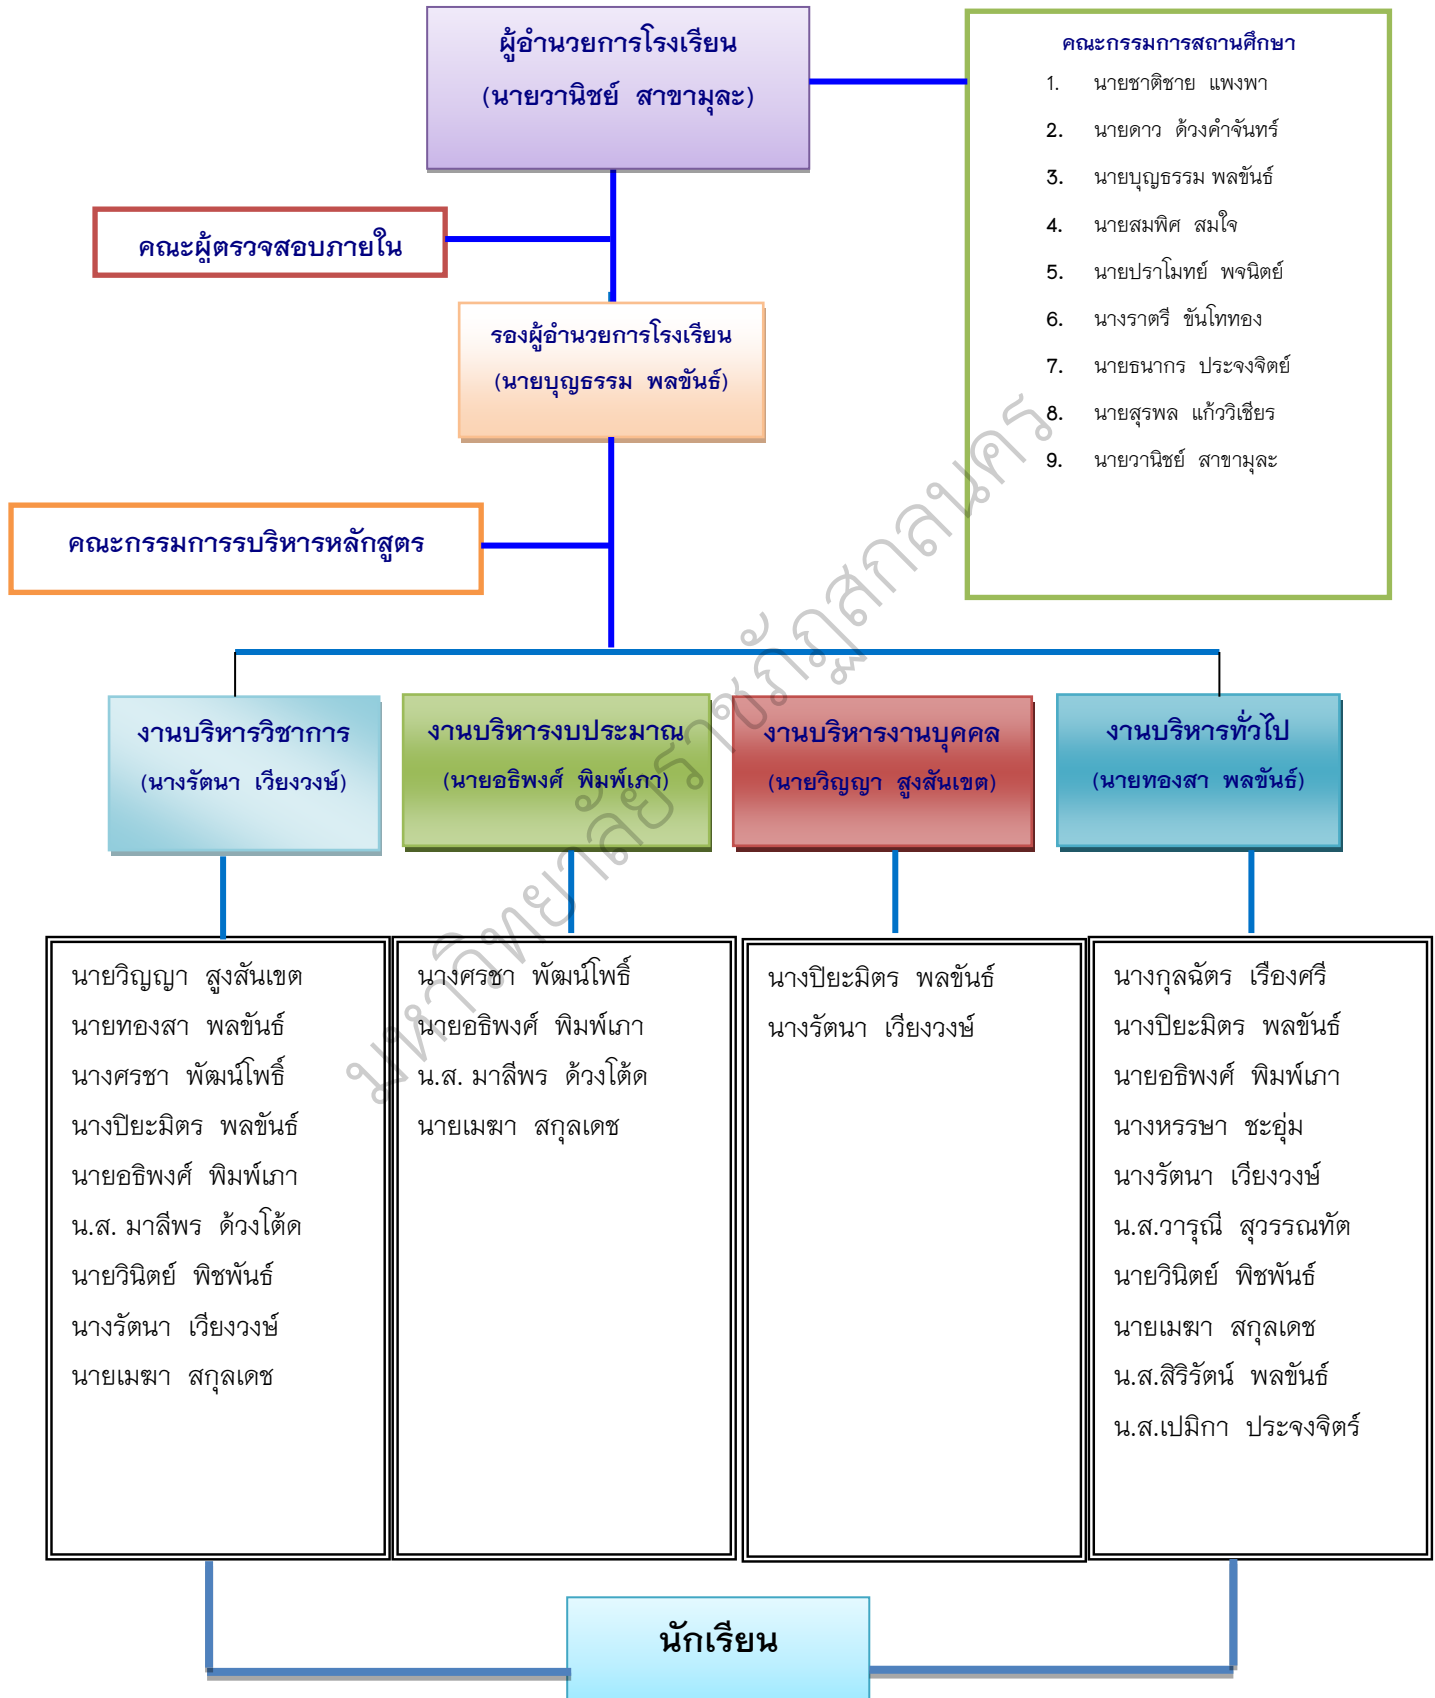 ผู้อำนวยการโรงเรียน
(นายวานิชย์ สาขามุละ)
คณะกรรมการสถานศึกษา
1. นายชาติชาย แพงพา
2. นายดาว ด้วงคำจันทร์
3. นายบุญธรรม พลขันธ์
4. นายสมพิศ สมใจ
5. นายปราโมทย์ พจนิตย์
6. นางราตรี ขันโททอง
7. นายธนากร ประจงจิตย์
8. นายสุรพล แก้ววิเชียร
9. นายวานิชย์ สาขามุละ
คณะผู้ตรวจสอบภายใน
รองผู้อำนวยการโรงเรียน
(นายบุญธรรม พลขันธ์)
คณะกรรมการรบริหารหลักสูตร
งานบริหารวิชาการ
(นางรัตนา เวียงวงษ์)
งานบริหารงบประมาณ
(นายอธิพงศ์ พิมพ์เภา)
งานบริหารงานบุคคล
(นายวิญญา สูงสันเขต)
งานบริหารทั่วไป
(นายทองสา พลขันธ์)
นายวิญญา สูงสันเขต
นายทองสา พลขันธ์
นางศรชา พัฒน์โพธิ์
นางปิยะมิตร พลขันธ์
นายอธิพงศ์ พิมพ์เภา
น.ส. มาลีพร ด้วงโต้ด
นายวินิตย์ พิชพันธ์
นางรัตนา เวียงวงษ์
นายเมฆา สกุลเดช
นางศรชา พัฒน์โพธิ์
นายอธิพงศ์ พิมพ์เภา
น.ส. มาลีพร ด้วงโต้ด
นายเมฆา สกุลเดช
นางปิยะมิตร พลขันธ์
นางรัตนา เวียงวงษ์
นางกุลฉัตร เรืองศรี
นางปิยะมิตร พลขันธ์
นายอธิพงศ์ พิมพ์เภา
นางหรรษา ชะอุ่ม
นางรัตนา เวียงวงษ์
น.ส.วารุณี สุวรรณทัต
นายวินิตย์ พิชพันธ์
นายเมฆา สกุลเดช
น.ส.สิริรัตน์ พลขันธ์
น.ส.เปมิกา ประจงจิตร์
นักเรียน
มหาวิทยาลัยราชภัฏสกลนคร